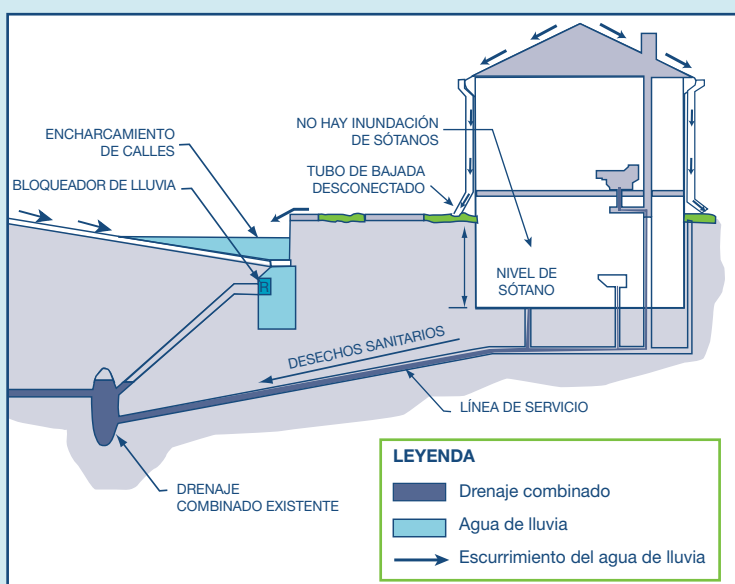 ENCHARCAMIENTO
DE CALLES
BLOQUEADOR DE LLUVIA
NO HAY INUNDACIÓN
DE SÓTANOS
TUBO DE BAJADA
DESCONECTADO
R
NIVEL DE
SÓTANO
DESECHOS SANITARIOS
LÍNEA DE SERVICIO
DRENAJE
COMBINADO EXISTENTE
LEYENDA
Drenaje combinado
Agua de lluvia
Escurrimiento del agua de lluvia